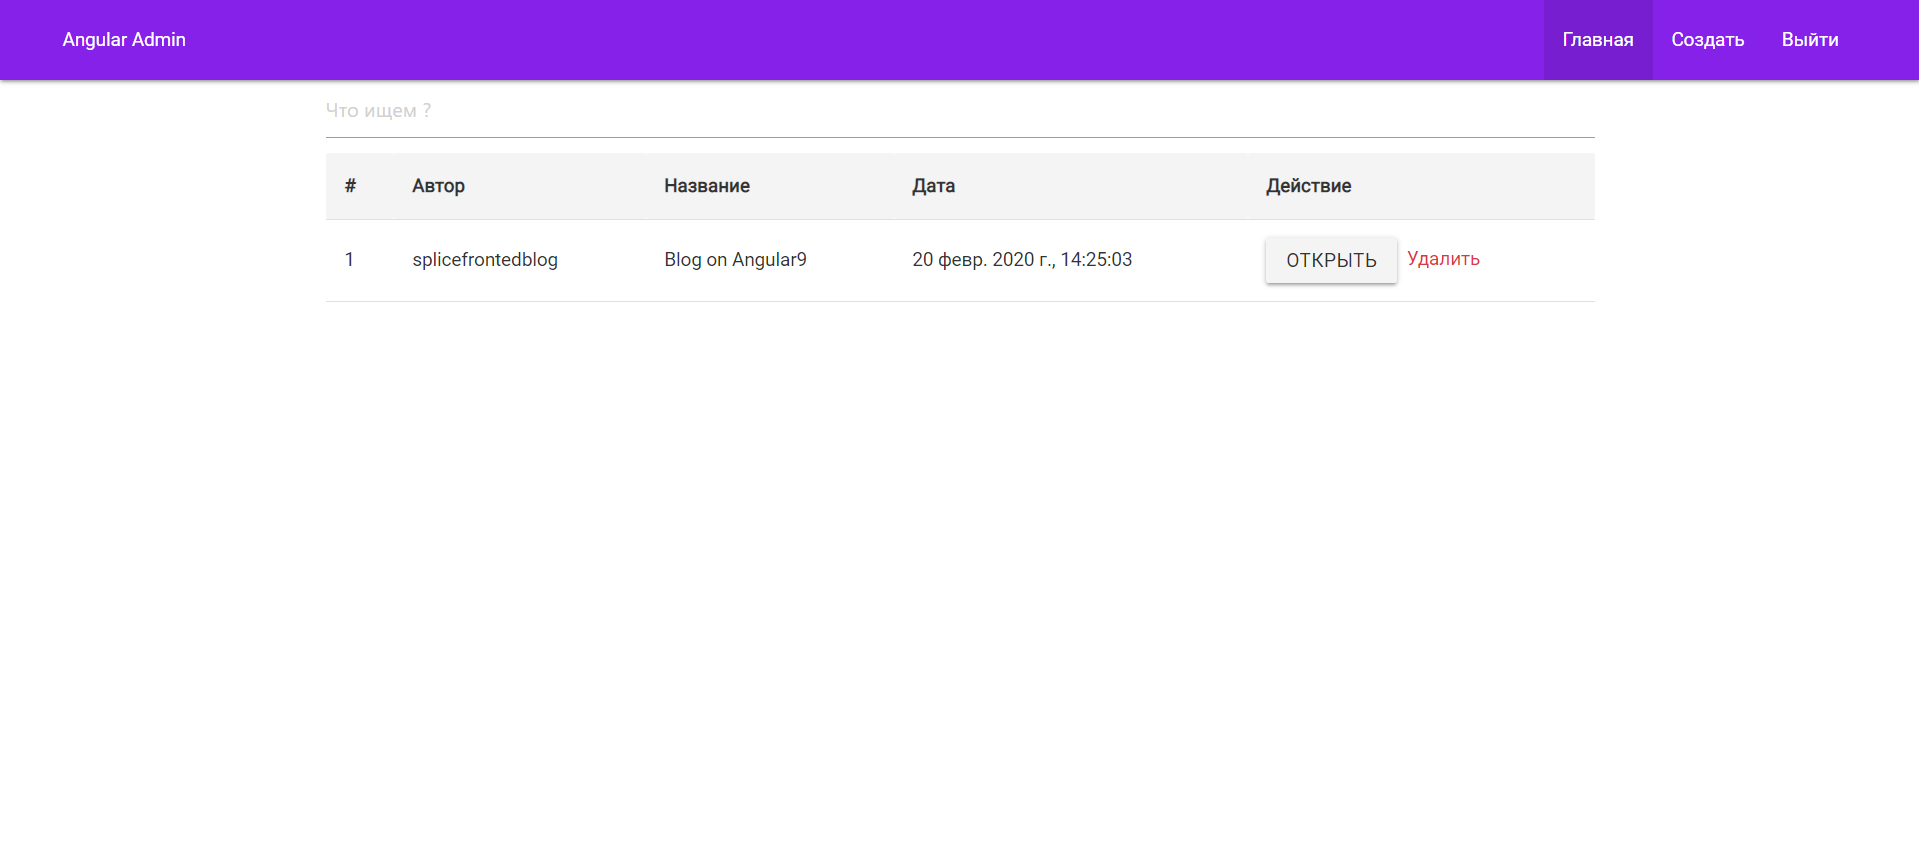 Angular Admin Главная Создать Выйти
Что ищем ?
# Автор Название Дата Действие
1 splicefrontedblog Blog on Angular9 20 февр. 2020 г., 14:25:03 ОТКРЫТЬ Удалить